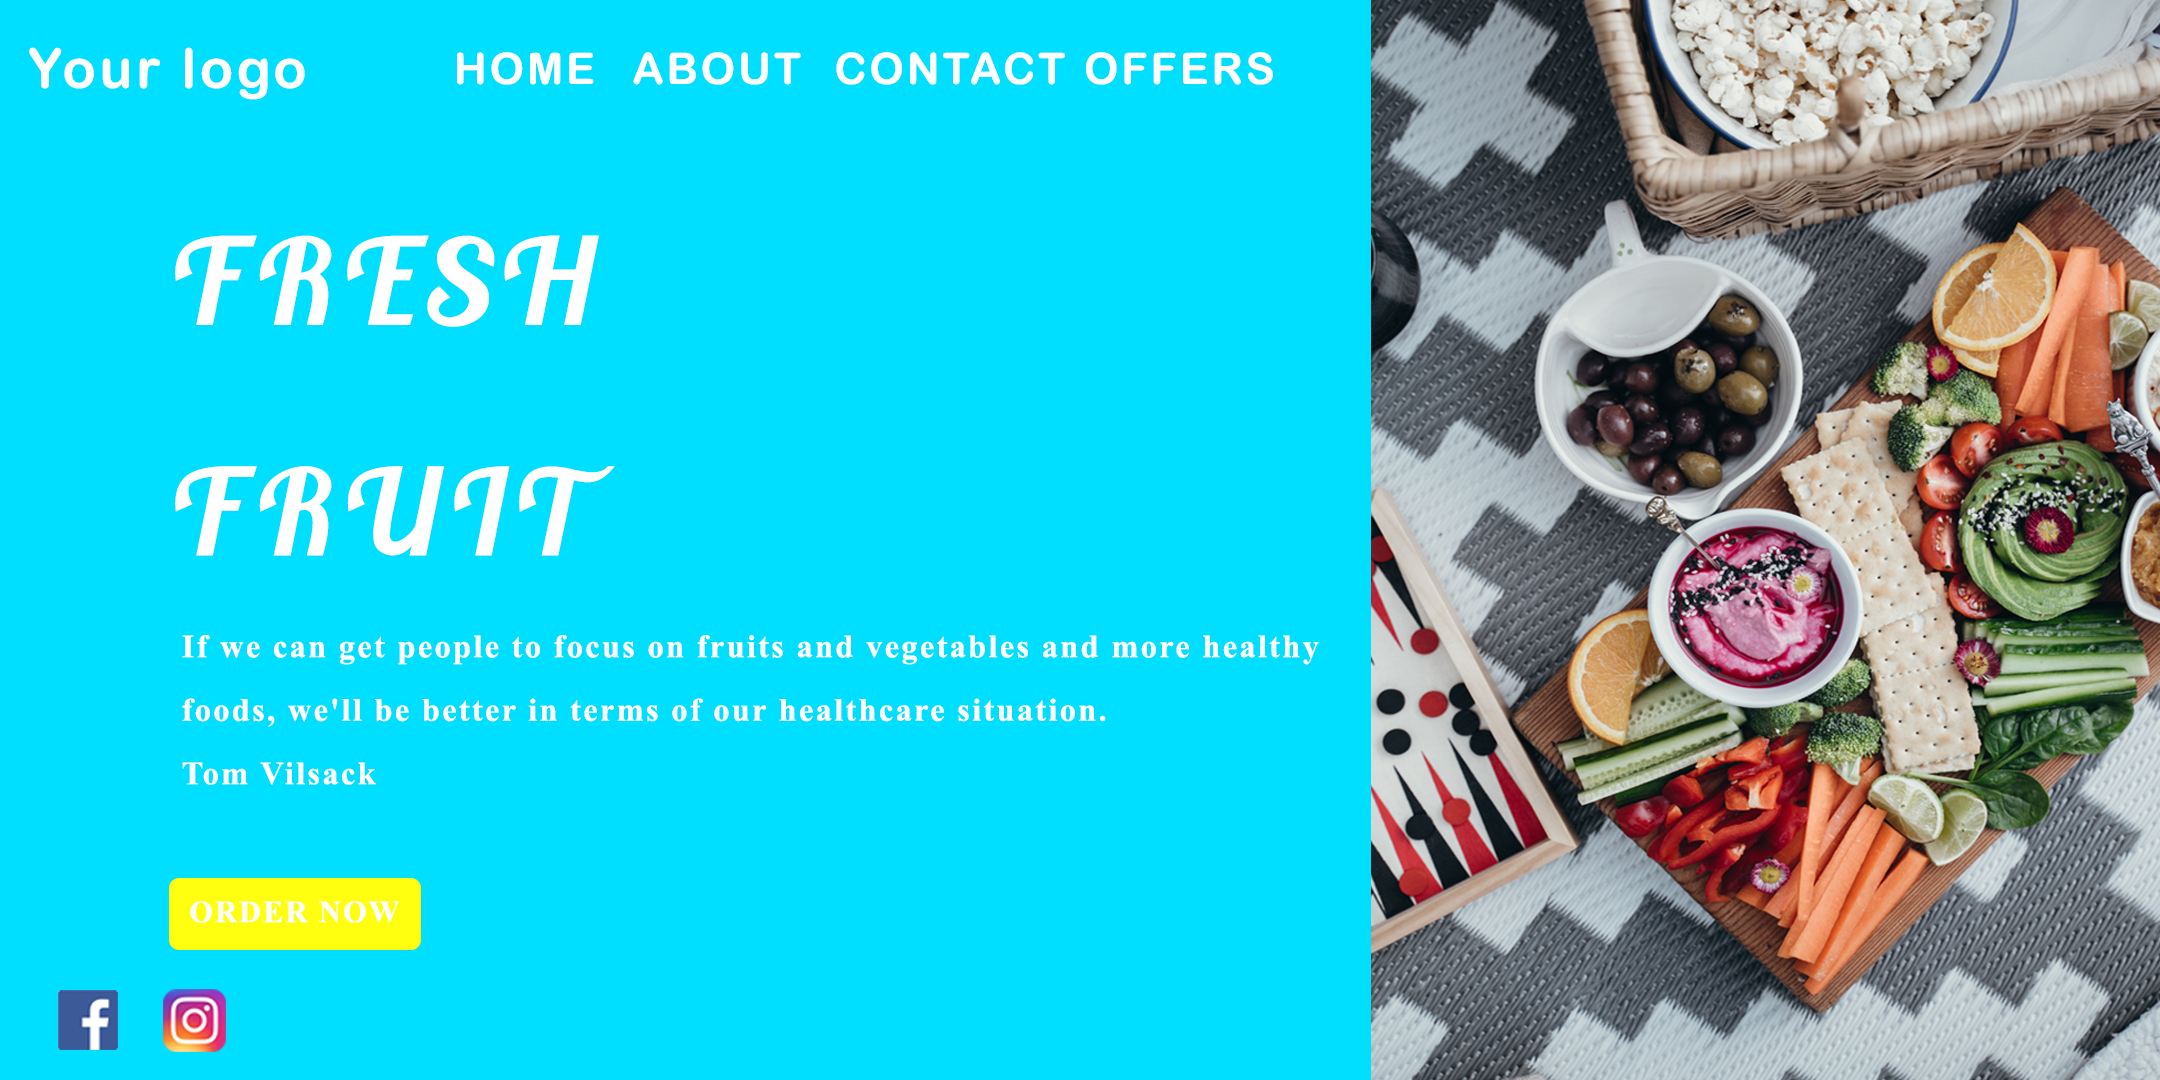 Your logo
HOME ABOUT CONTACT OFFERS
FRESH
FRUIT
If we can get people to focus on fruits and vegetables and more healthy
foods, we'll be better in terms of our healthcare situation.
Tom Vilsack
ORDER NOW